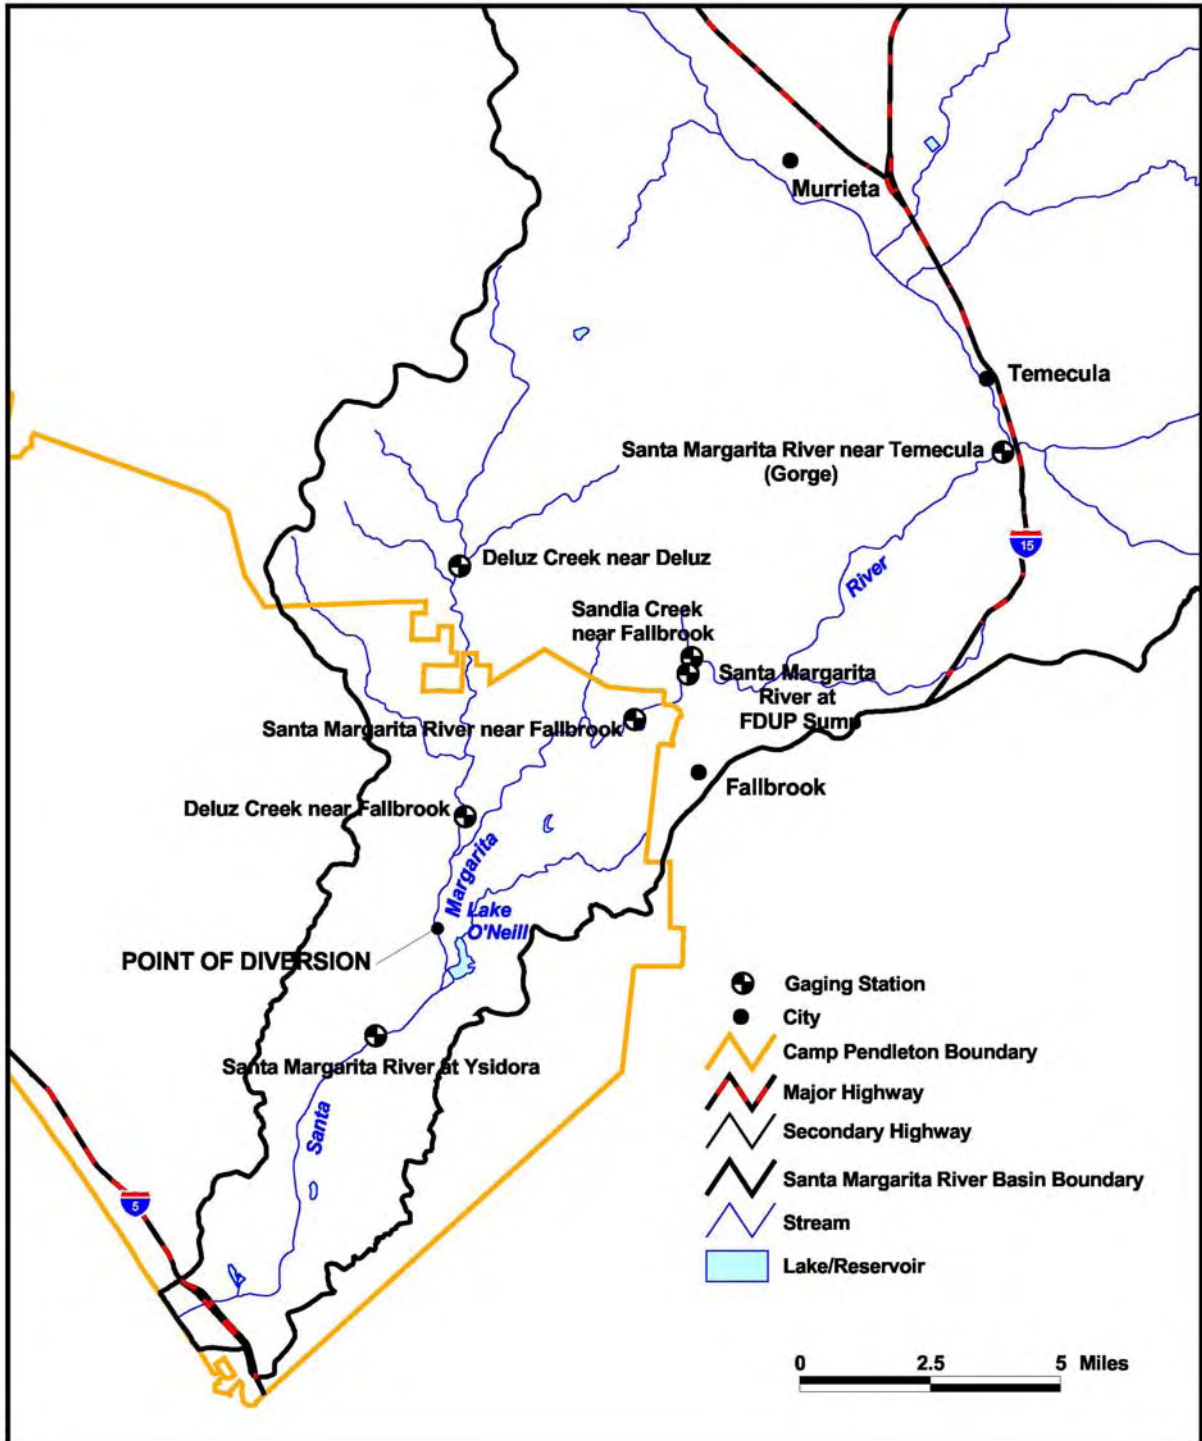 Murrieta
Temecula
Santa Margarita River near Temecula
(Gorge)
15
Deluz Creek near Deluz
River
Sandia Creek
near Fallbrook
Santa Margarita
River at
FDUP Sump
Santa Margarita River near Fallbrook
Fallbrook
Deluz Creek near Fallbrook
Margarita
Lake
O'Neill
POINT OF DIVERSION
Gaging Station
City
Santa Margarita River at Ysidora
Camp Pendleton Boundary
Major Highway
Santa
Secondary Highway
Santa Margarita River Basin Boundary
5
Stream
Lake/Reservoir
0 2.5 5 Miles